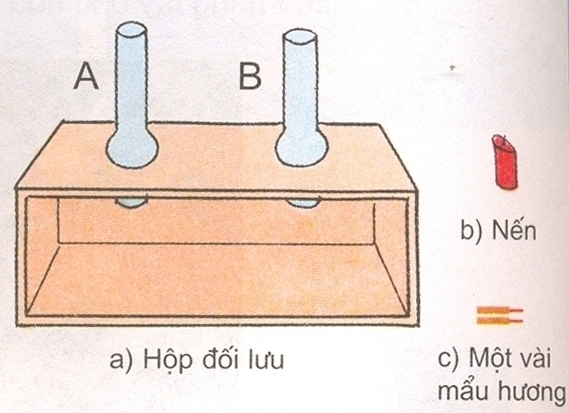 A
B
b) Nến
a) Hộp đối lưu
c) Một vài
mẩu hương